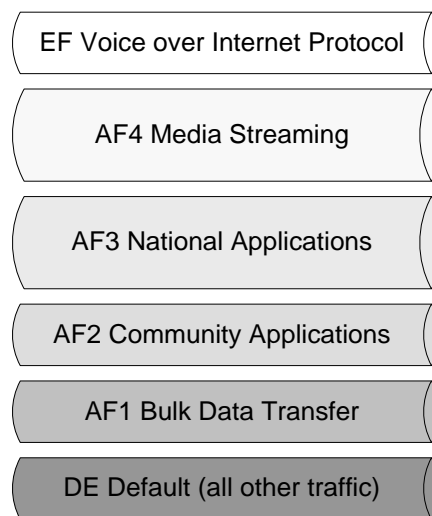 EF Voice over Internet Protocol
AF4 Media Streaming
AF3 National Applications
AF2 Community Applications
AF1 Bulk Data Transfer
DE Default (all other traffic)